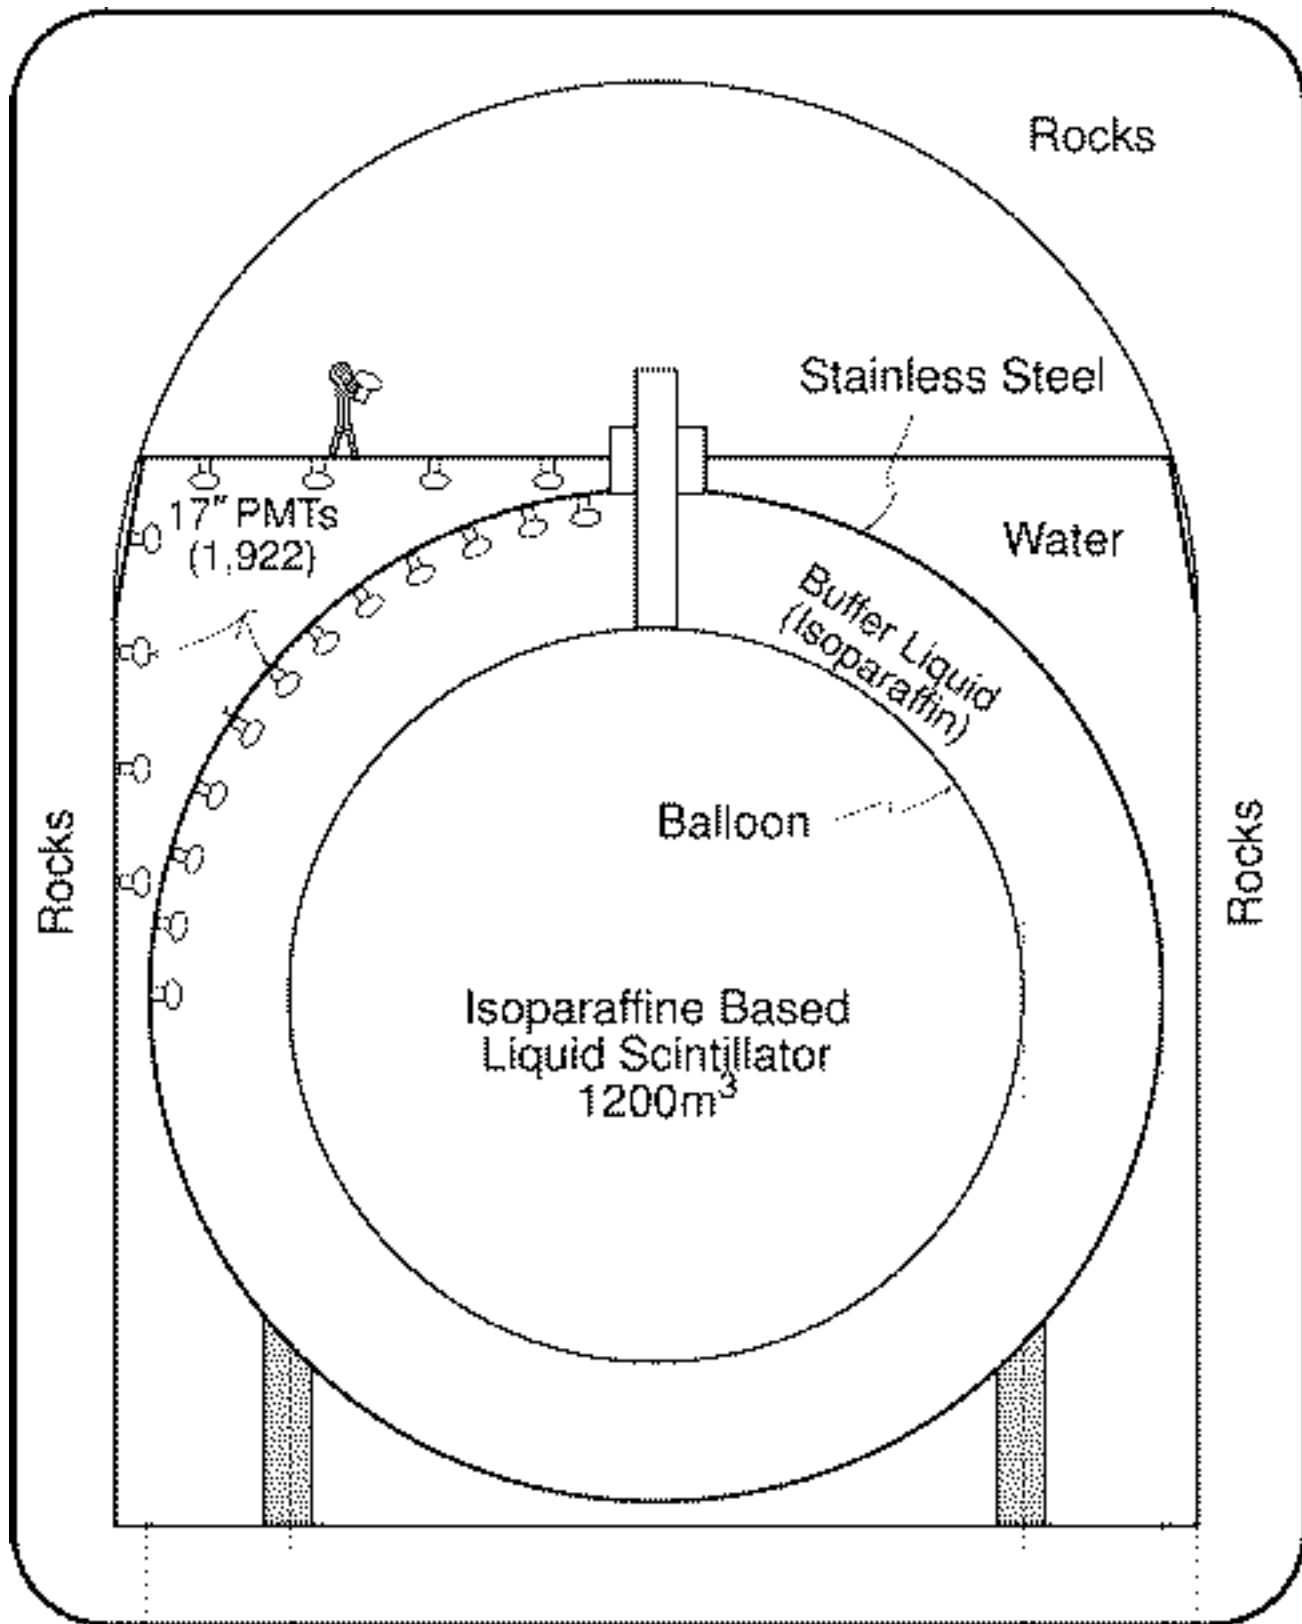 Rocks
Stainless Steel
17" PMTs
(1,922)
Water
Buffer Liquid
(Isoparaffin)
Balloon
Rocks
Rocks
Isoparaffine Based
Liquid Scintillator
1200m³